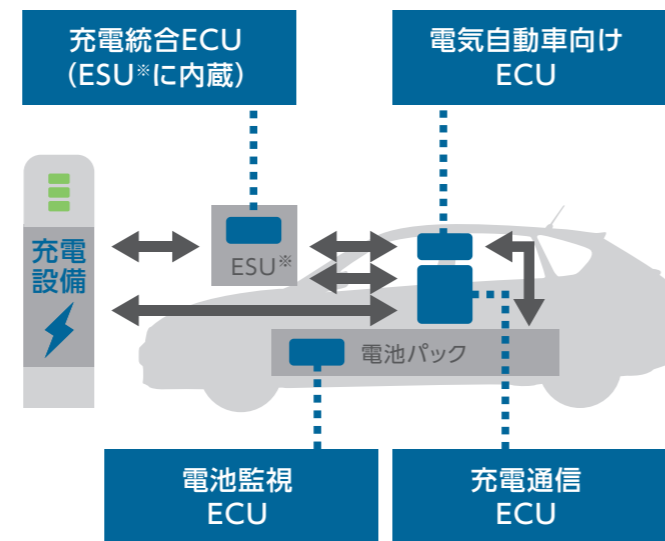 充電統合ECU
（ESU※に内蔵）
電気自動車向け
ECU
充電
設備
ESU※
電池パック
電池監視
ECU
充電通信
ECU